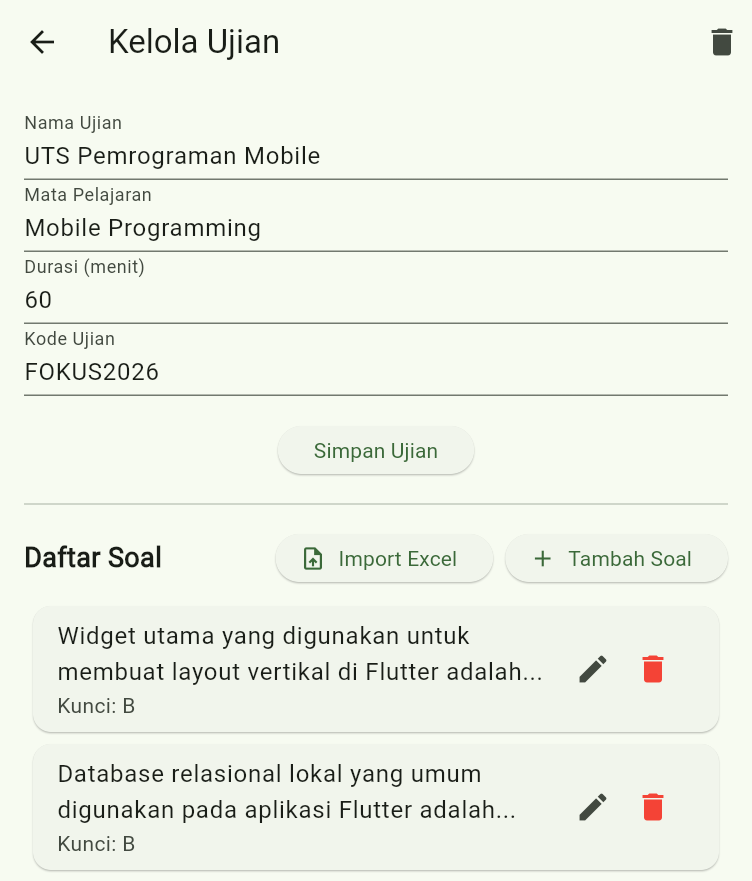 Kelola Ujian
Nama Ujian
UTS Pemrograman Mobile
Mata Pelajaran
Mobile Programming
Durasi (menit)
60
Kode Ujian
FOKUS2026
Simpan Ujian
Daftar Soal
Import Excel
Tambah Soal
Widget utama yang digunakan untuk
membuat layout vertikal di Flutter adalah...
Kunci: B
Database relasional lokal yang umum
digunakan pada aplikasi Flutter adalah...
Kunci: B